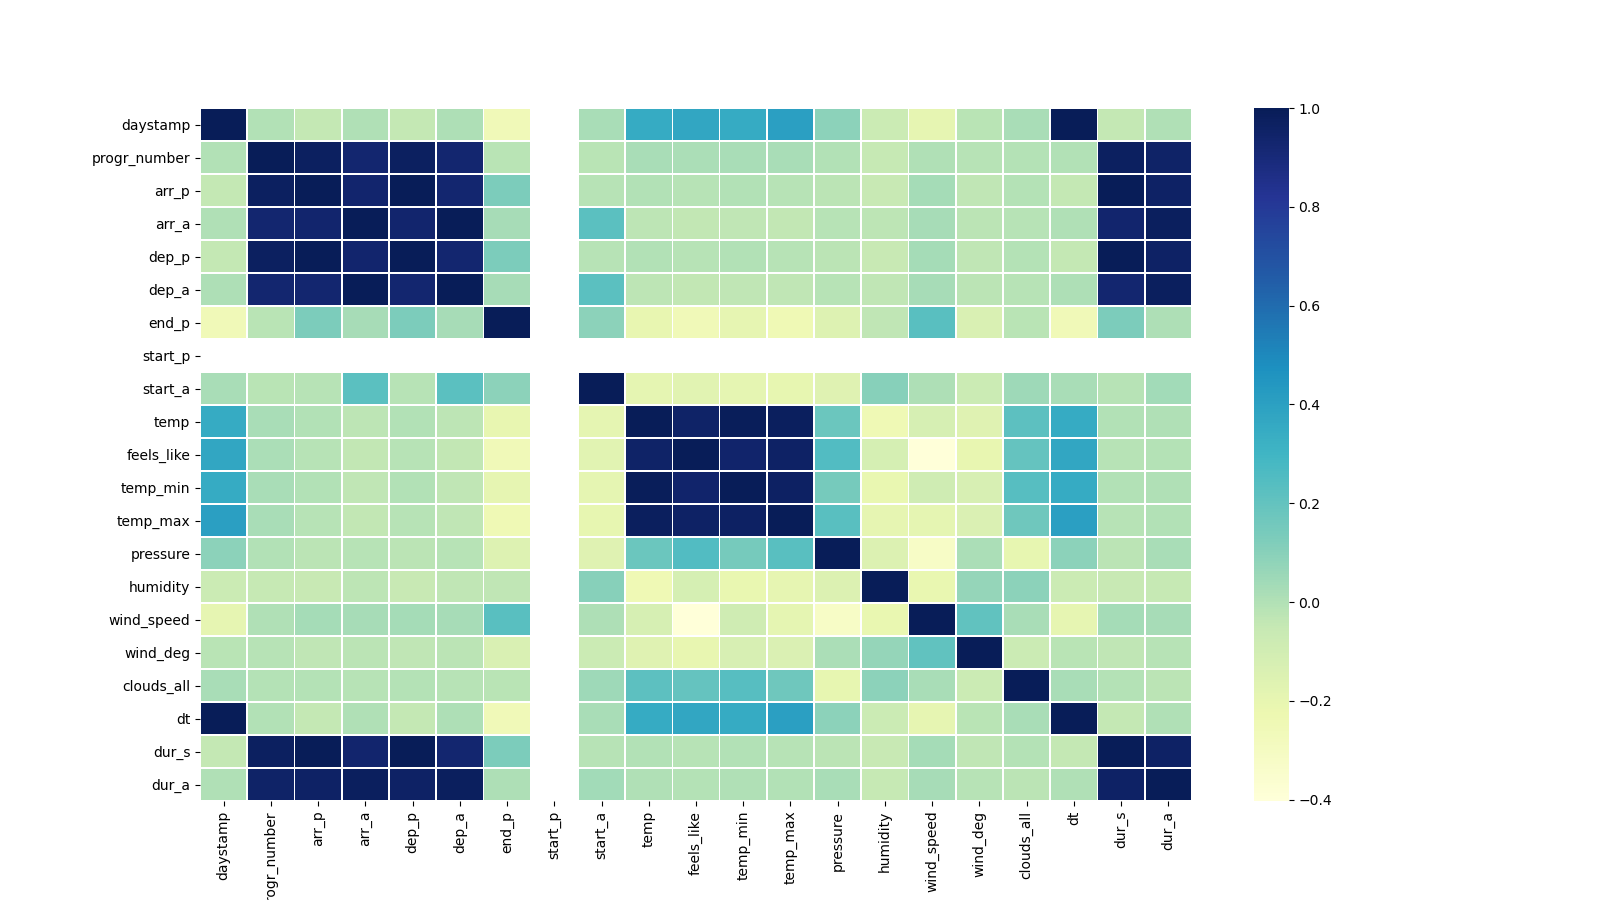 daystamp
progr_number
arr_p
arr_a
dep_p
dep_a
end_p
start_p
start_a
temp
feels_like
temp_min
temp_max
pressure
humidity
wind_speed
wind_deg
clouds_all
dt
dur_s
dur_a
daystamp
rogr_number
arr_p
arr_a
dep_p
dep_a
end_p
start_p
start_a
temp
feels_like
temp_min
temp_max
pressure
humidity
wind_speed
wind_deg
clouds_all
dt
dur_s
dur_a
1.0
0.8
0.6
0.4
0.2
0.0
−0.2
−0.4